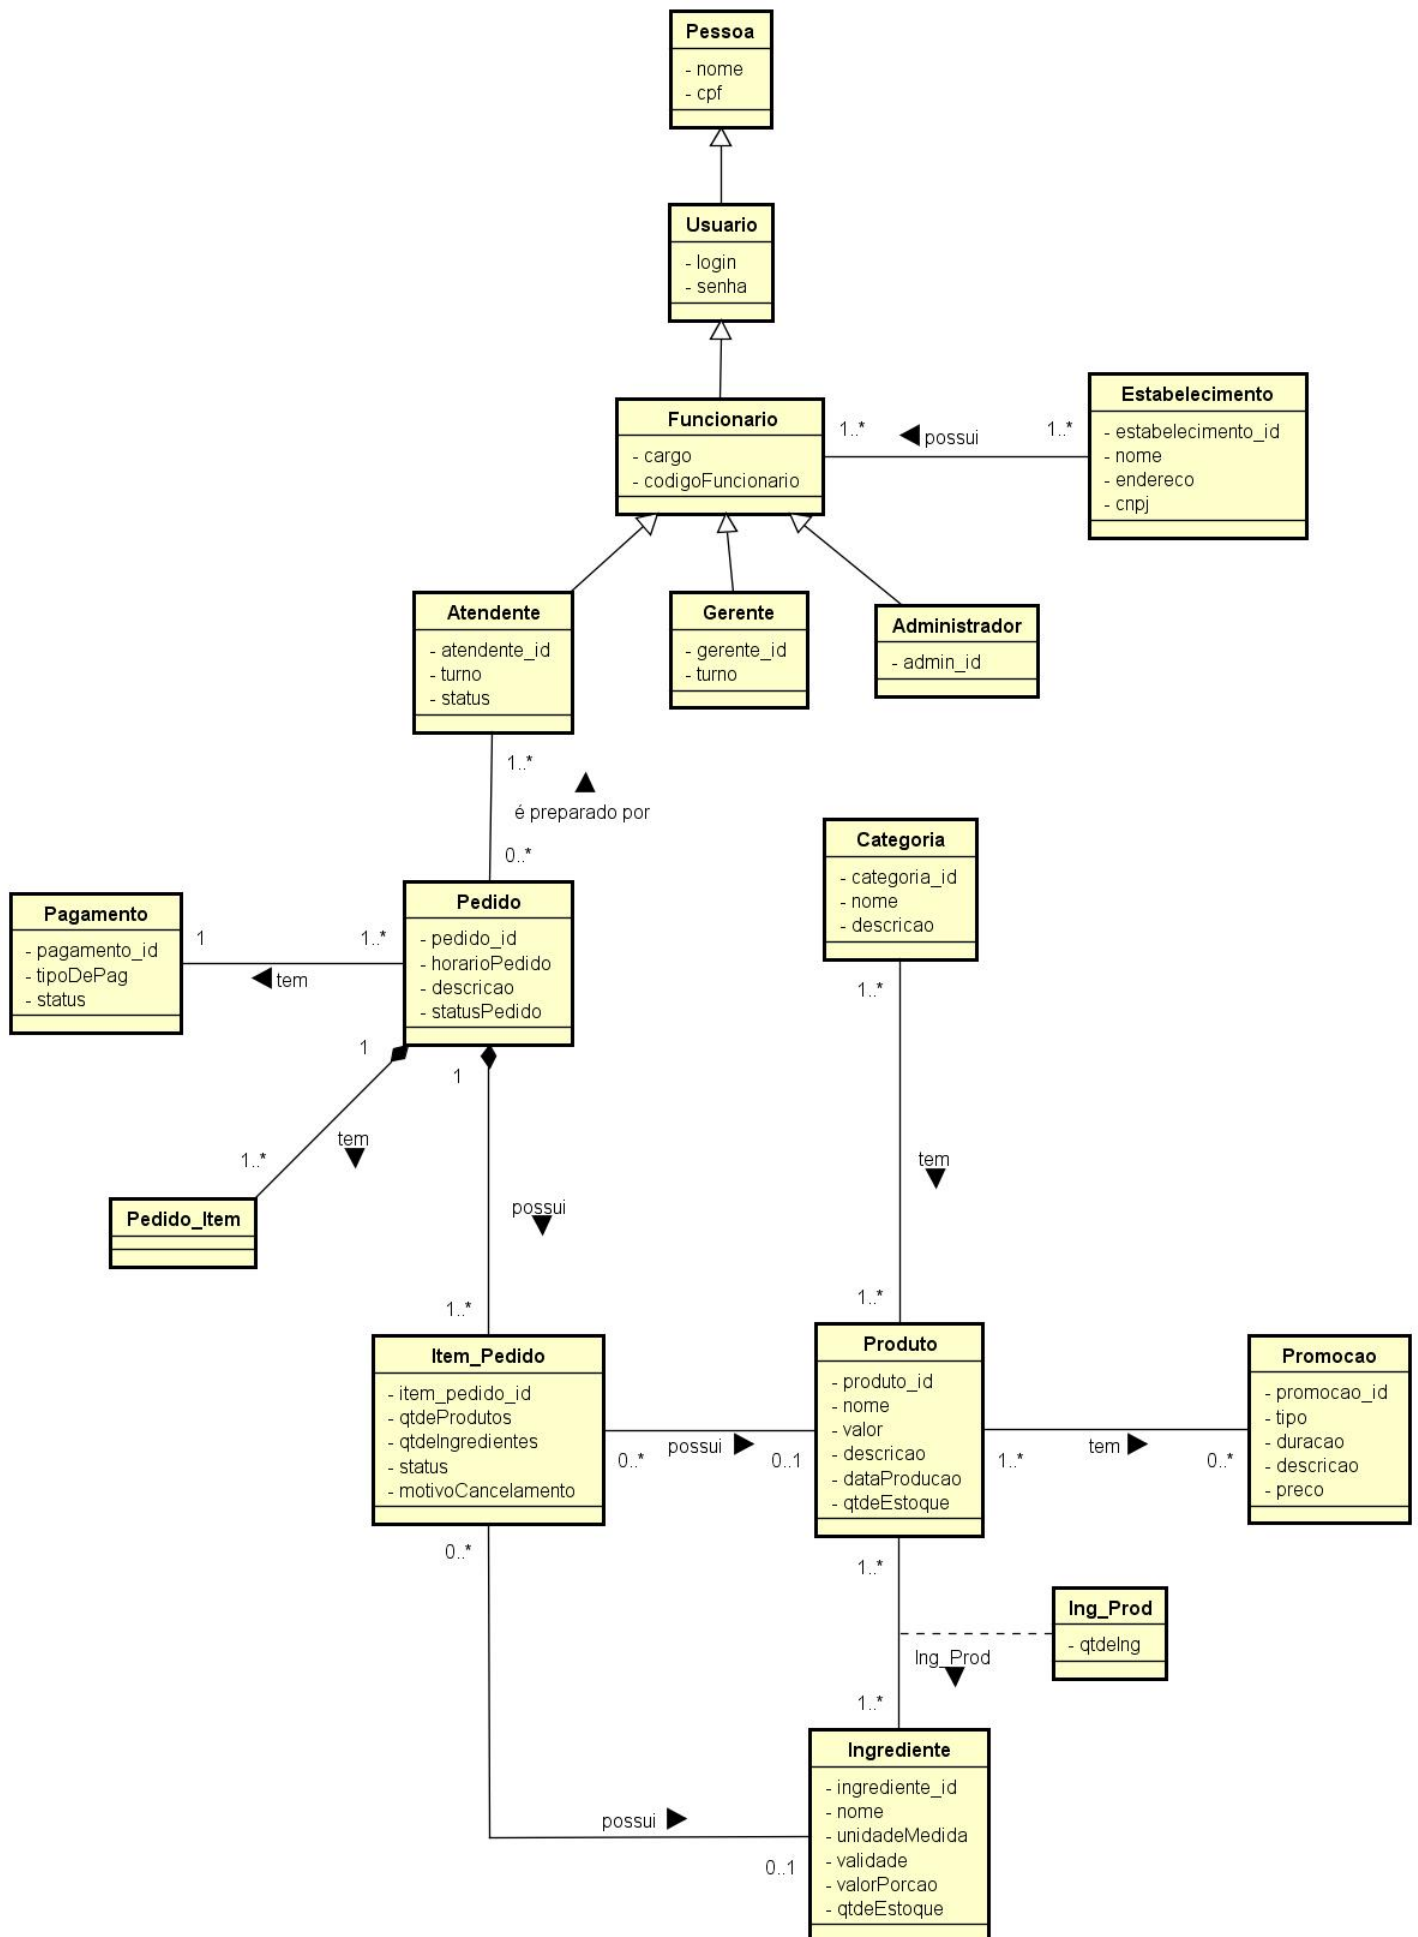 Pessoa
- nome
- cpf
Usuario
- login
- senha
Funcionario
- cargo
- codigoFuncionario
1..*
possui
1..*
Estabelecimento
- estabelecimento_id
- nome
- endereco
- cnpj
Atendente
- atendente_id
- turno
- status
Gerente
- gerente_id
- turno
Administrador
- admin_id
1..*
é preparado por
0..*
Categoria
- categoria_id
- nome
- descricao
Pagamento
- pagamento_id
- tipoDePag
- status
1
1..*
tem
Pedido
- pedido_id
- horarioPedido
- descricao
- statusPedido
1..*
1
1
tem
1..*
tem
possui
Pedido_Item
1..*
1..*
Item_Pedido
- item_pedido_id
- qtdeProdutos
- qtdeIngredientes
- status
- motivoCancelamento
0..*
possui
0..1
Produto
- produto_id
- nome
- valor
- descricao
- dataProducao
- qtdeEstoque
1..*
tem
0..*
Promocao
- promocao_id
- tipo
- duracao
- descricao
- preco
0..*
1..*
Ing_Prod
- qtdeIng
Ing_Prod
1..*
Ingrediente
- ingrediente_id
- nome
- unidadeMedida
- validade
- valorPorcao
- qtdeEstoque
possui
0..1